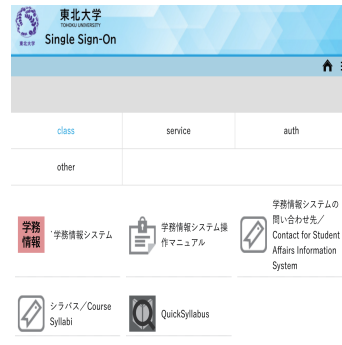 東北大学
TOHOKU UNIVERSITY
東北大学
Single Sign-On
class
service
auth
other
学務
情報
学務情報システム
学務情報システム操
作マニュアル
学務情報システムの
問い合わせ先／
Contact for Student
Affairs Information
System
シラバス／Course
Syllabi
QuickSyllabus